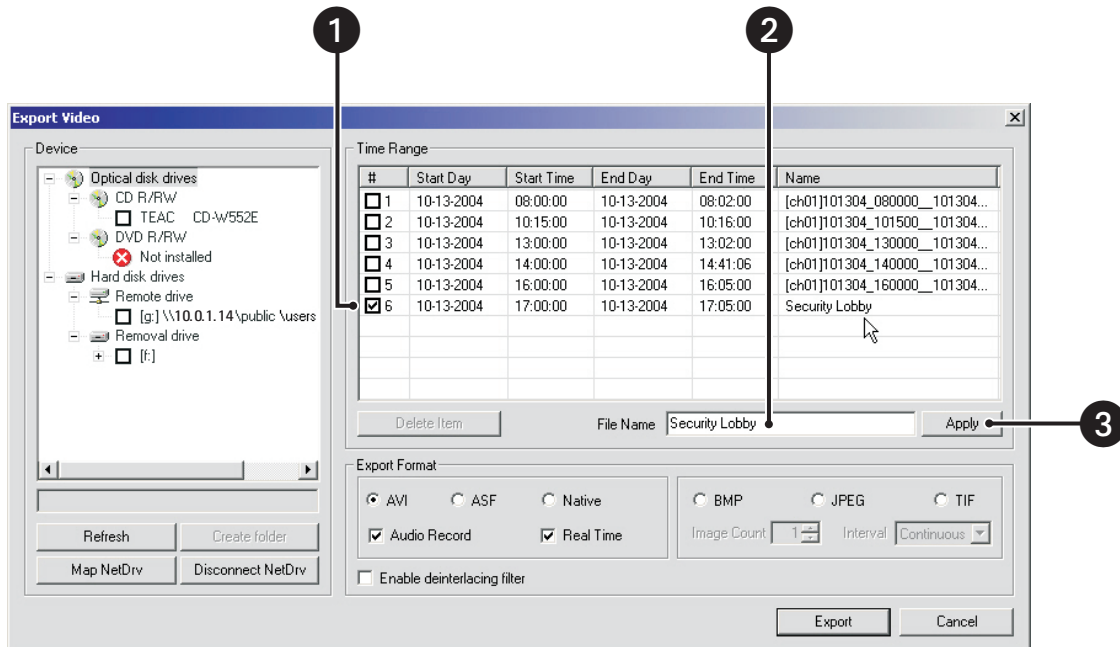 1 2
Export Video
Device
Optical disk drives
CD R/RW
TEAC CD-W552E
DVD R/RW
Not installed
Hard disk drives
Remote drive
[g:] \\10.0.1.14\public \users
Removal drive
[f:]
Refresh Create folder
Map NetDrv Disconnect NetDrv
Time Range
# Start Day Start Time End Day End Time Name
1 10-13-2004 08:00:00 10-13-2004 08:02:00 [ch01]101304_080000__101304...
2 10-13-2004 10:15:00 10-13-2004 10:16:00 [ch01]101304_101500__101304...
3 10-13-2004 13:00:00 10-13-2004 13:02:00 [ch01]101304_130000__101304...
4 10-13-2004 14:00:00 10-13-2004 14:41:06 [ch01]101304_140000__101304...
5 10-13-2004 16:00:00 10-13-2004 16:05:00 [ch01]101304_160000__101304...
6 10-13-2004 17:00:00 10-13-2004 17:05:00 Security Lobby
Delete Item File Name Security Lobby Apply 3
Export Format
AVI ASF Native BMP JPEG TIF
Audio Record Real Time Image Count 1 Interval Continuous
Enable deinterlacing filter
Export Cancel